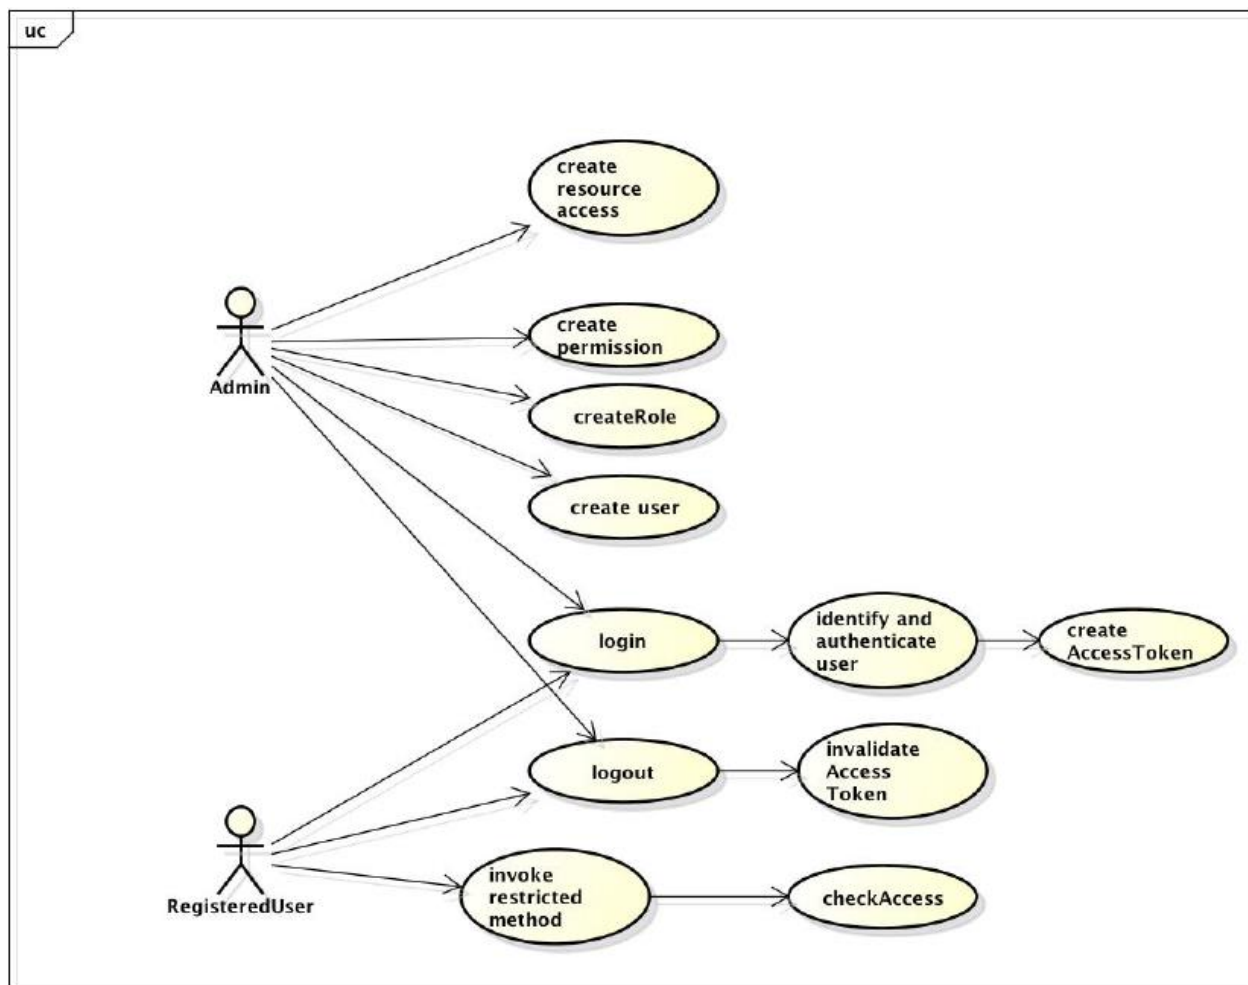 uc
create
resource
access
create
permission
Admin
createRole
create user
login
identify and
authenticate
user
create
AccessToken
logout
invalidate
Access
Token
RegisteredUser
invoke
restricted
method
checkAccess